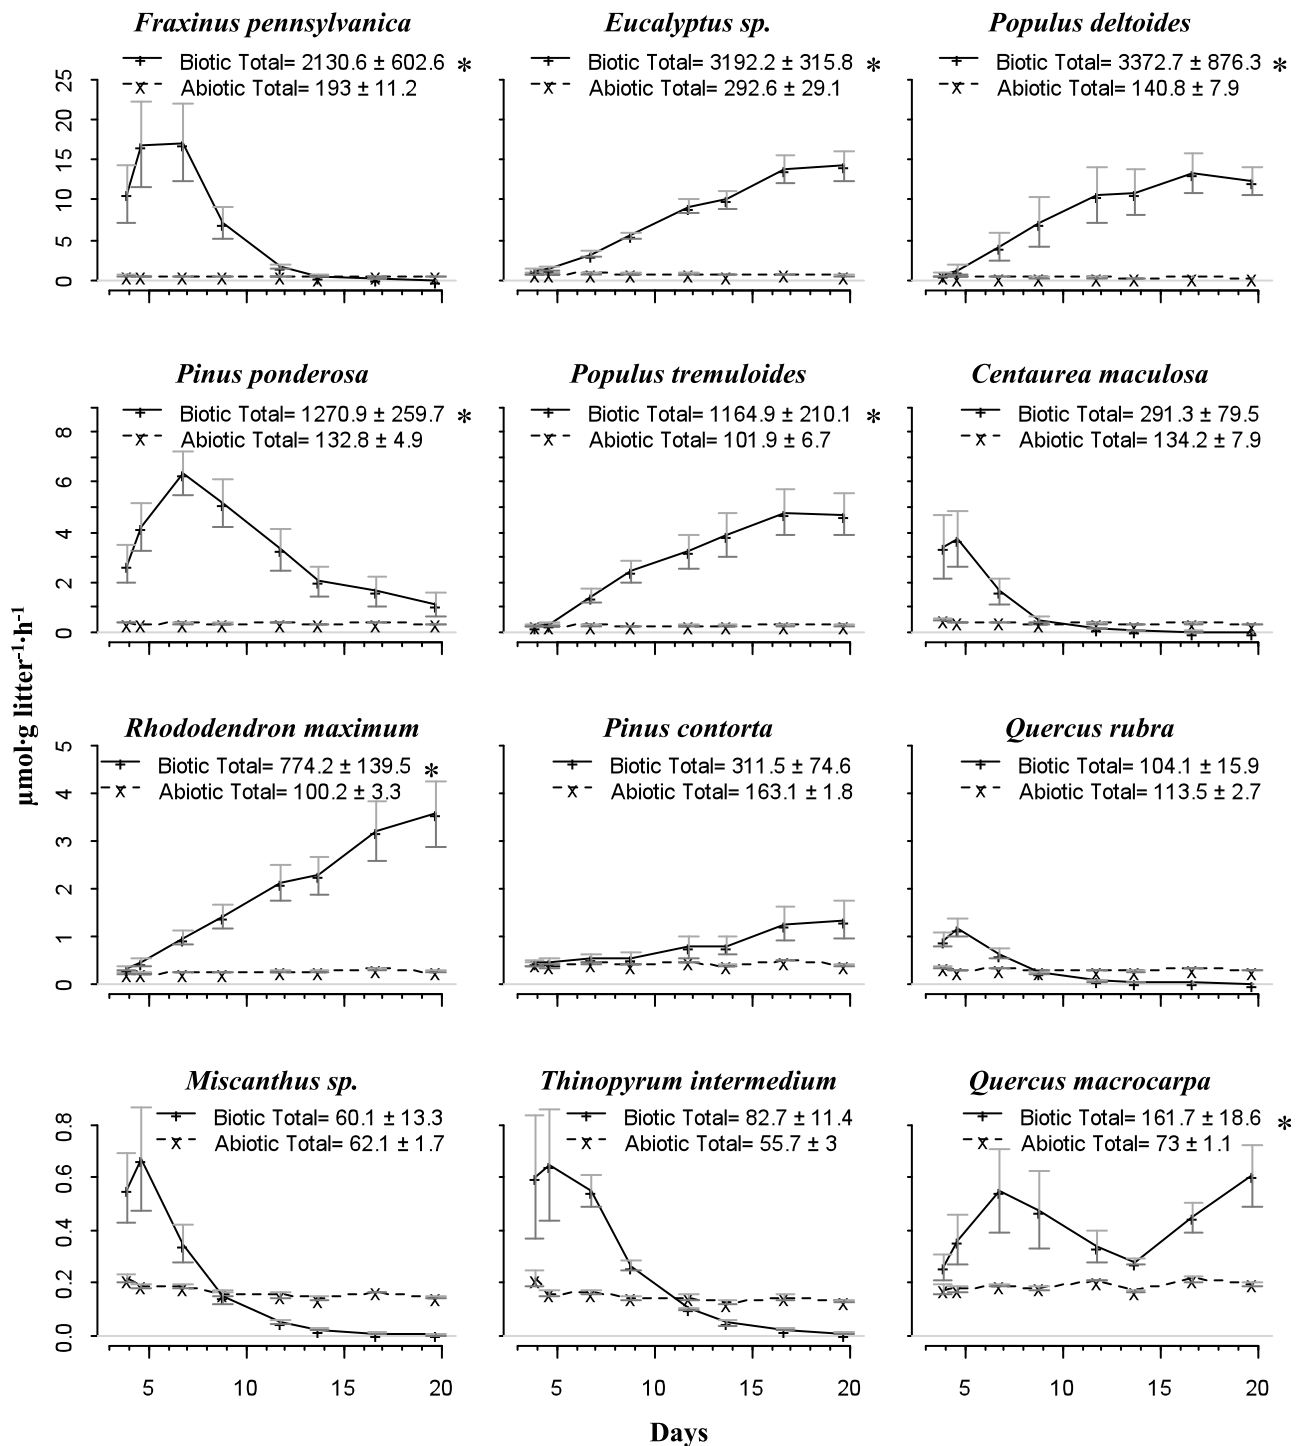 Fraxinus pennsylvanica
Eucalyptus sp.
Populus deltoides
Biotic Total= 2130.6 ± 602.6 *
Abiotic Total= 193 ± 11.2
Biotic Total= 3192.2 ± 315.8 *
Abiotic Total= 292.6 ± 29.1
Biotic Total= 3372.7 ± 876.3 *
Abiotic Total= 140.8 ± 7.9
25
20
15
10
5
0
Pinus ponderosa
Populus tremuloides
Centaurea maculosa
Biotic Total= 1270.9 ± 259.7 *
Abiotic Total= 132.8 ± 4.9
Biotic Total= 1164.9 ± 210.1 *
Abiotic Total= 101.9 ± 6.7
Biotic Total= 291.3 ± 79.5
Abiotic Total= 134.2 ± 7.9
8
6
4
2
0
µmol·g litter⁻¹·h⁻¹
Rhododendron maximum
Pinus contorta
Quercus rubra
Biotic Total= 774.2 ± 139.5 *
Abiotic Total= 100.2 ± 3.3
Biotic Total= 311.5 ± 74.6
Abiotic Total= 163.1 ± 1.8
Biotic Total= 104.1 ± 15.9
Abiotic Total= 113.5 ± 2.7
5
4
3
2
1
0
Miscanthus sp.
Thinopyrum intermedium
Quercus macrocarpa
Biotic Total= 60.1 ± 13.3
Abiotic Total= 62.1 ± 1.7
Biotic Total= 82.7 ± 11.4
Abiotic Total= 55.7 ± 3
Biotic Total= 161.7 ± 18.6 *
Abiotic Total= 73 ± 1.1
0.8
0.6
0.4
0.2
0.0
5 10 15 20
5 10 15 20
5 10 15 20
Days